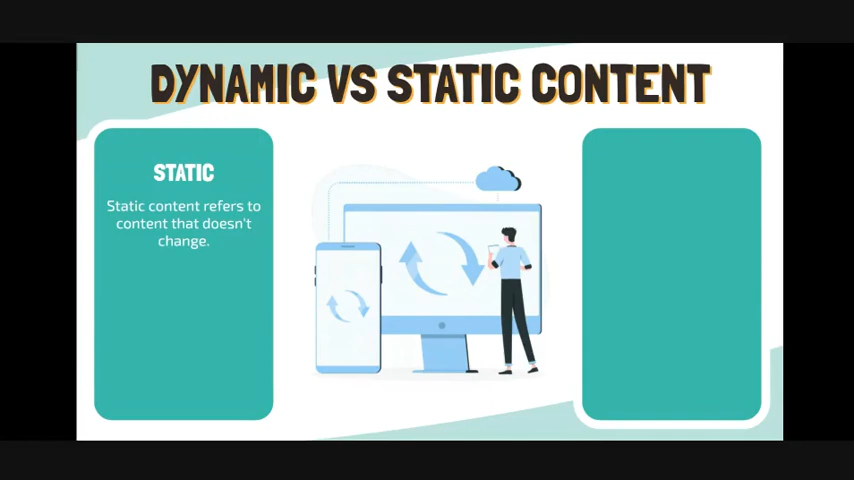 DYNAMIC VS STATIC CONTENT
STATIC
Static content refers to
content that doesn't
change.